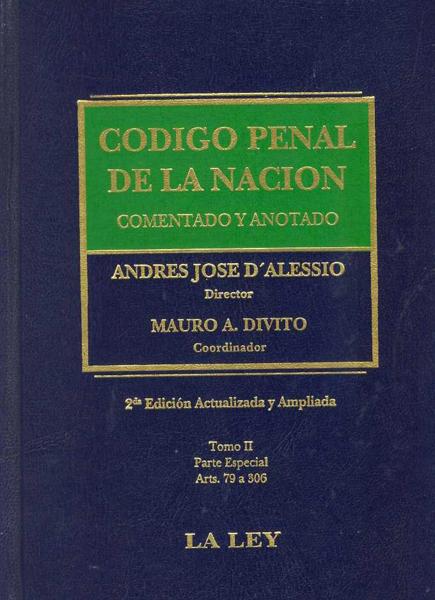 CODIGO PENAL
DE LA NACION
COMENTADO Y ANOTADO
ANDRES JOSE D´ALESSIO
Director
MAURO A. DIVITO
Coordinador
2da Edición Actualizada y Ampliada
Tomo II
Parte Especial
Arts. 79 a 306
LA LEY